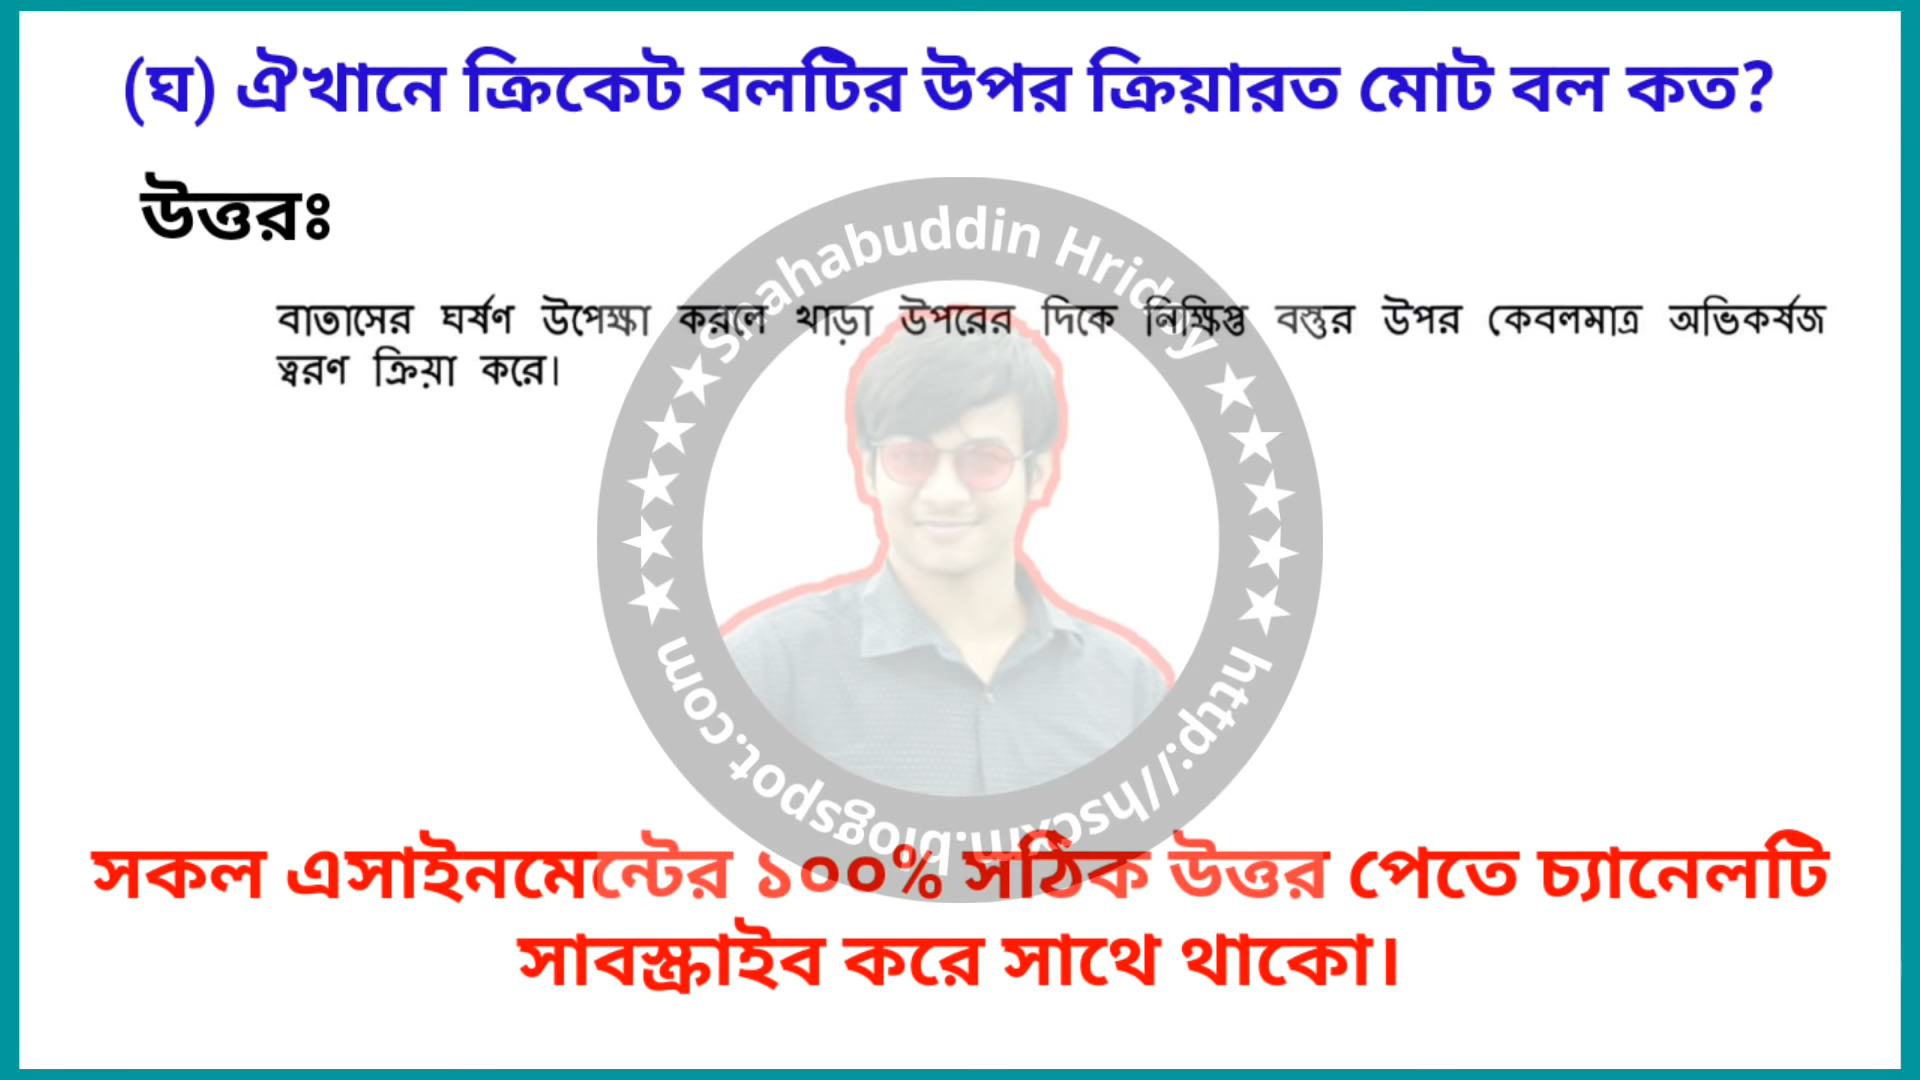 (ঘ) ঐখানে ক্রিকেট বলটির উপর ক্রিয়ারত মোট বল কত?
উত্তরঃ
বাতাসের ঘর্ষণ উপেক্ষা করলে খাড়া উপরের দিকে নিক্ষিপ্ত বস্তুর উপর কেবলমাত্র অভিকর্ষজ
ত্বরণ ক্রিয়া করে।
Shahabuddin Hridoy
http://hscxm.blogspot.com
সকল এসাইনমেন্টের ১০০% সঠিক উত্তর পেতে চ্যানেলটি
সাবস্ক্রাইব করে সাথে থাকো।